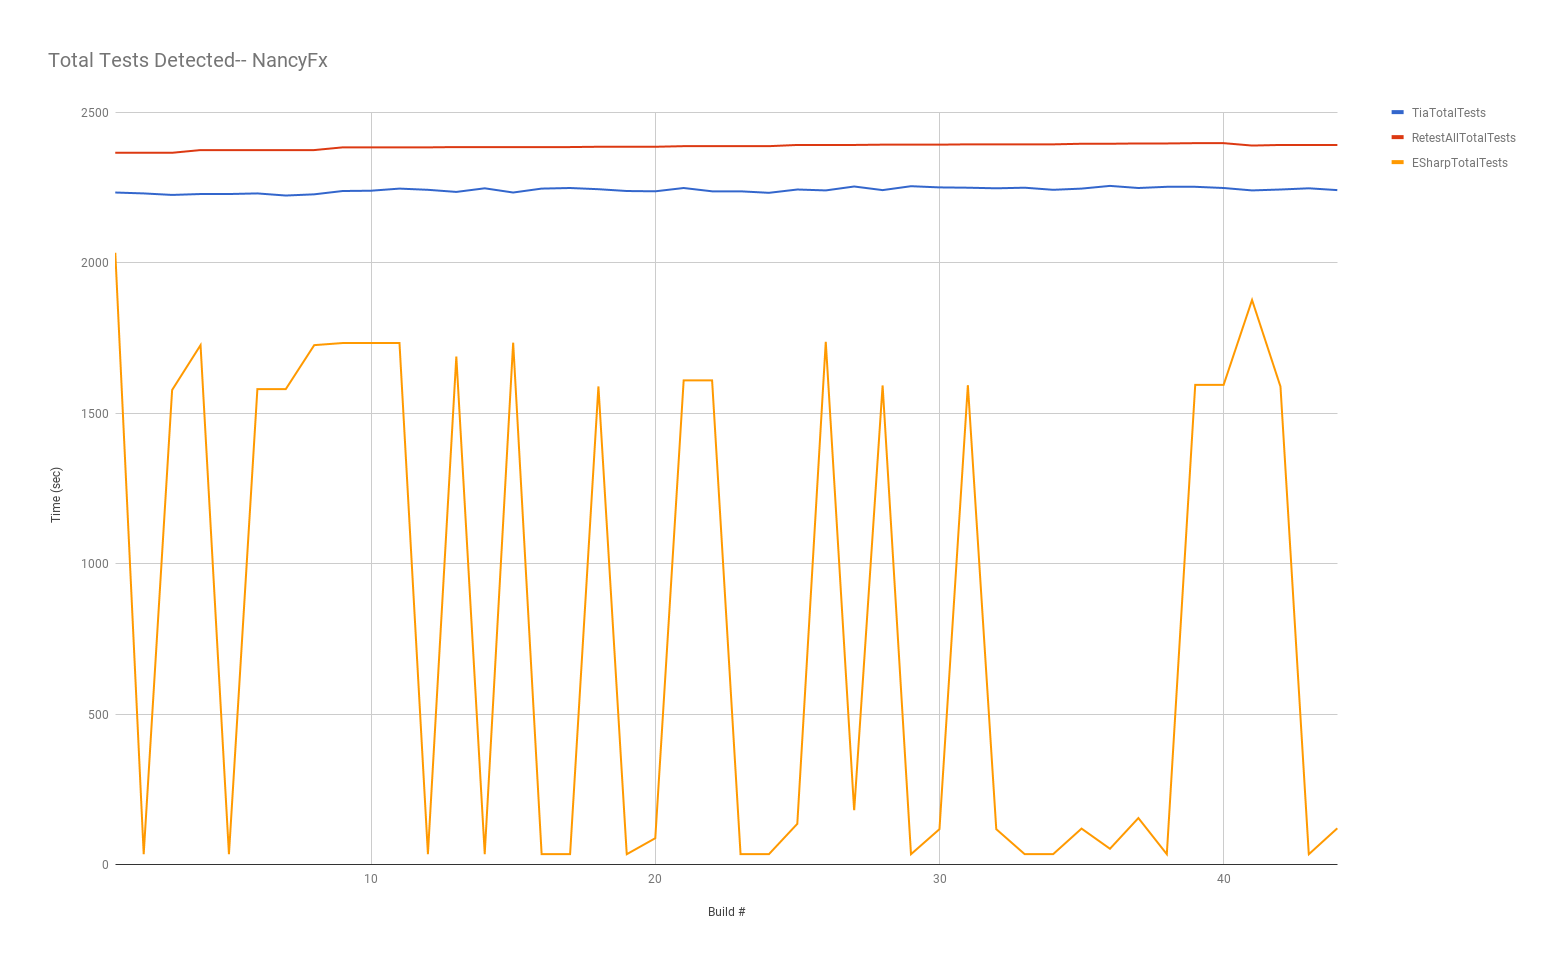 Total Tests Detected-- NancyFx
TiaTotalTests
RetestAllTotalTests
ESharpTotalTests
2500
2000
1500
1000
500
0
Time (sec)
10
20
30
40
Build #